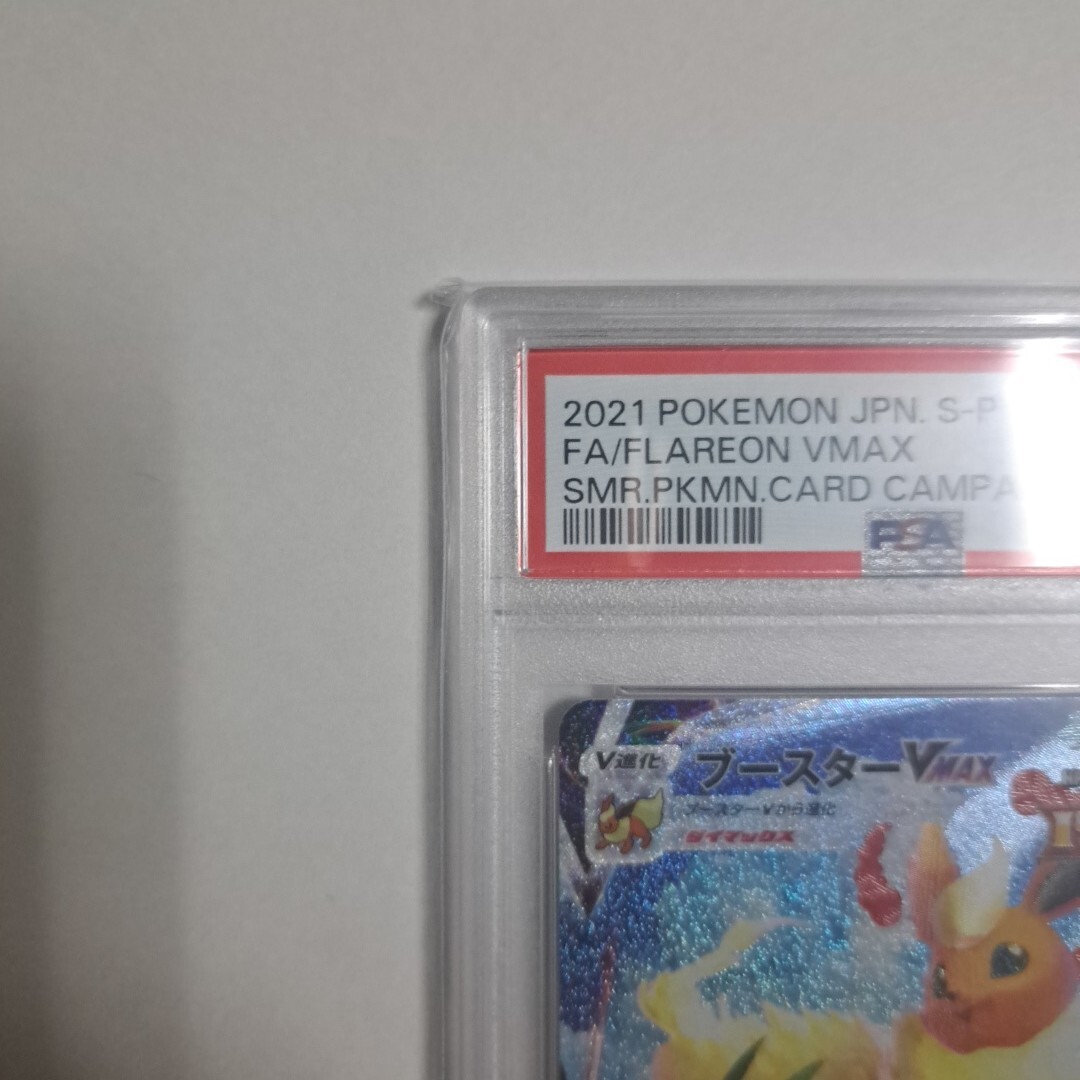 2021 POKEMON JPN. S-P
FA/FLAREON VMAX
SMR.PKMN.CARD CAMPA
PSA
V進化
ブースターVMAX
ブースターVから進化
ダイマックス